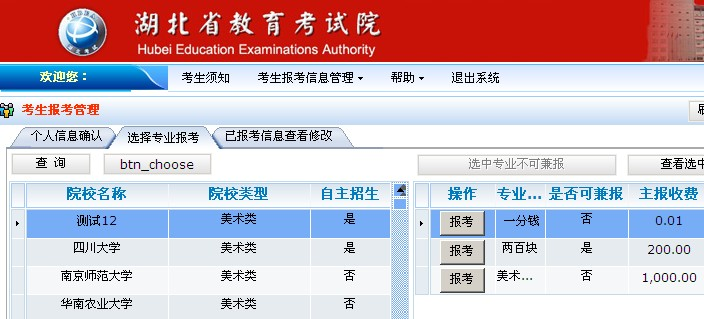 湖北省教育考试院
Hubei Education Examinations Authority
欢迎您： 考生须知 考生报考信息管理 帮助 退出系统
考生报考管理
个人信息确认 选择专业报考 已报考信息查看修改
查 询 btn_choose 选中专业不可兼报 查看选中
院校名称 院校类型 自主招生 操作 专业... 是否可兼报 主报收费
测试12 美术类 是 报考 一分钱 否 0.01
四川大学 美术类 是 报考 两百块 是 200.00
南京师范大学 美术类 否 报考 美术... 否 1,000.00
华南农业大学 美术类 否